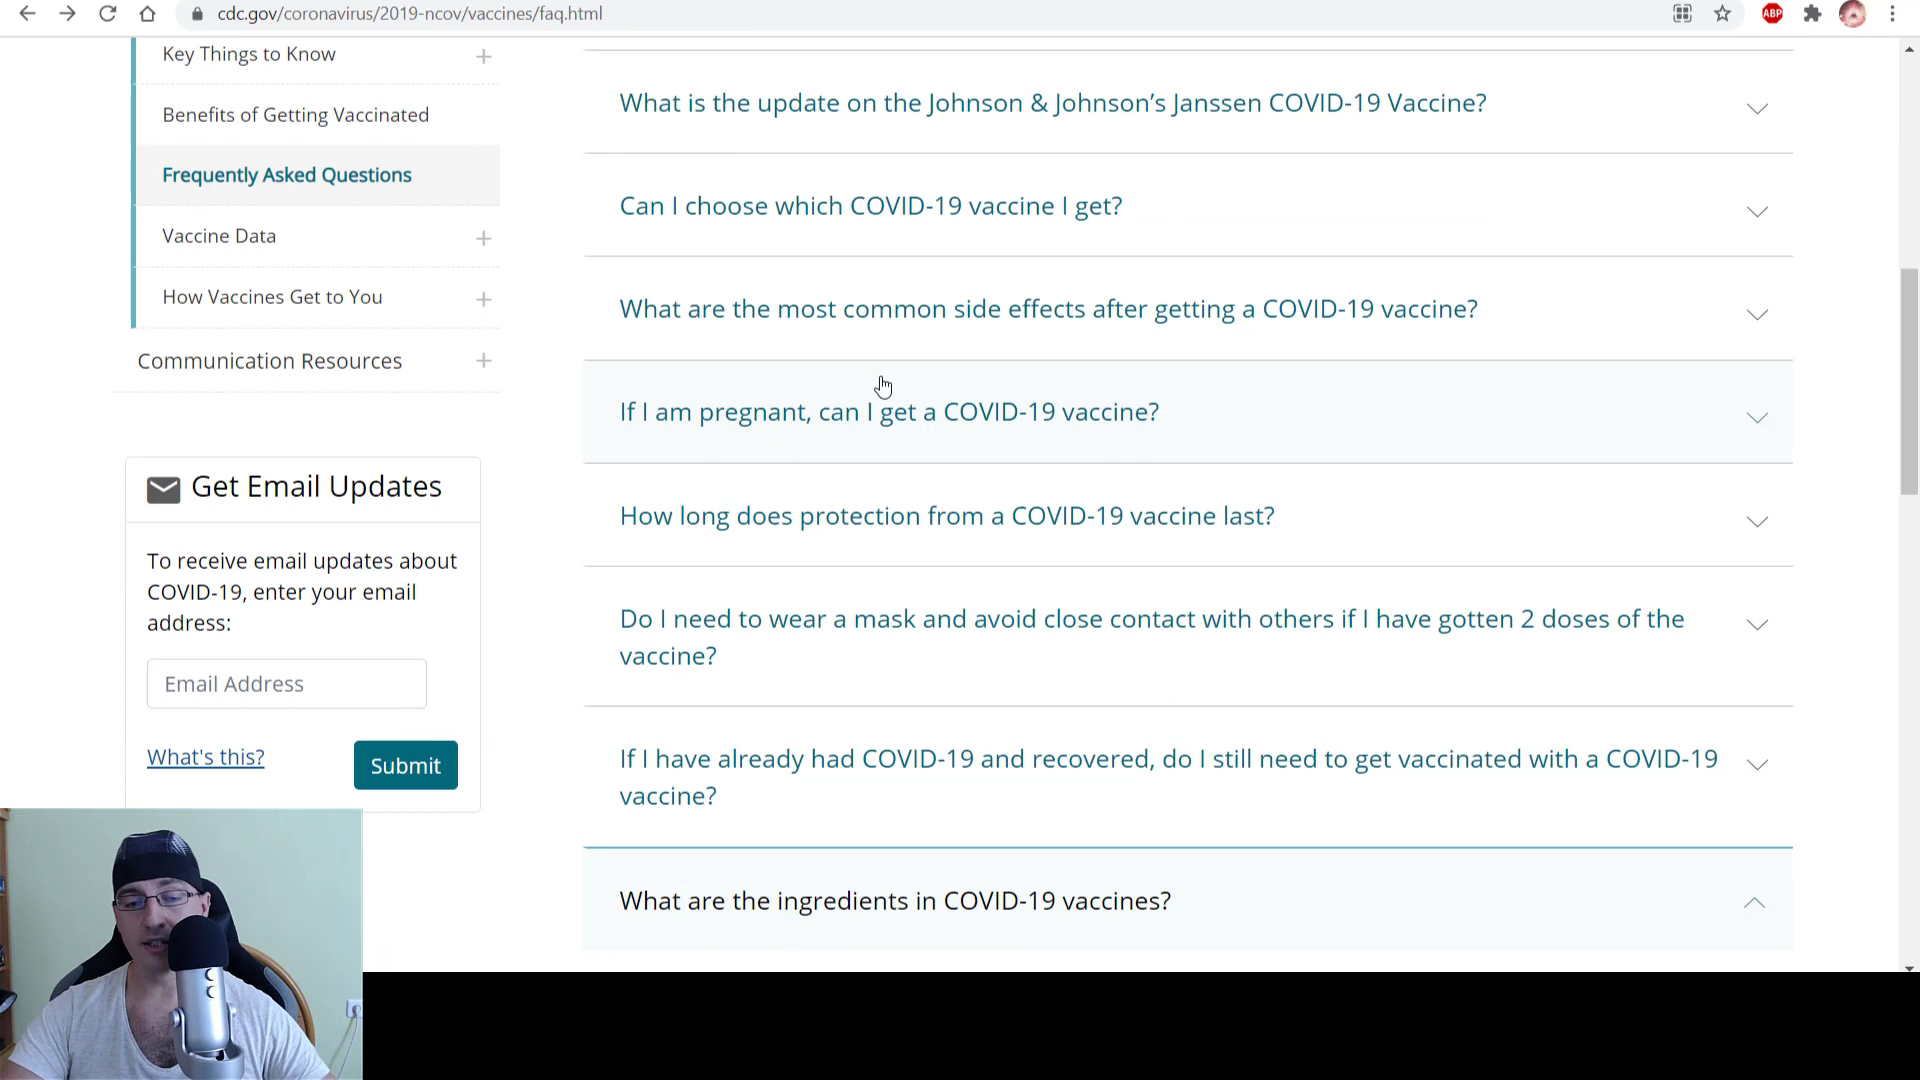 cdc.gov/coronavirus/2019-ncov/vaccines/faq.html
ABP
Key Things to Know
Benefits of Getting Vaccinated
Frequently Asked Questions
Vaccine Data
How Vaccines Get to You
Communication Resources
Get Email Updates
To receive email updates about
COVID-19, enter your email
address:
Email Address
What's this?
Submit
What is the update on the Johnson & Johnson’s Janssen COVID-19 Vaccine?
Can I choose which COVID-19 vaccine I get?
What are the most common side effects after getting a COVID-19 vaccine?
If I am pregnant, can I get a COVID-19 vaccine?
How long does protection from a COVID-19 vaccine last?
Do I need to wear a mask and avoid close contact with others if I have gotten 2 doses of the
vaccine?
If I have already had COVID-19 and recovered, do I still need to get vaccinated with a COVID-19
vaccine?
What are the ingredients in COVID-19 vaccines?